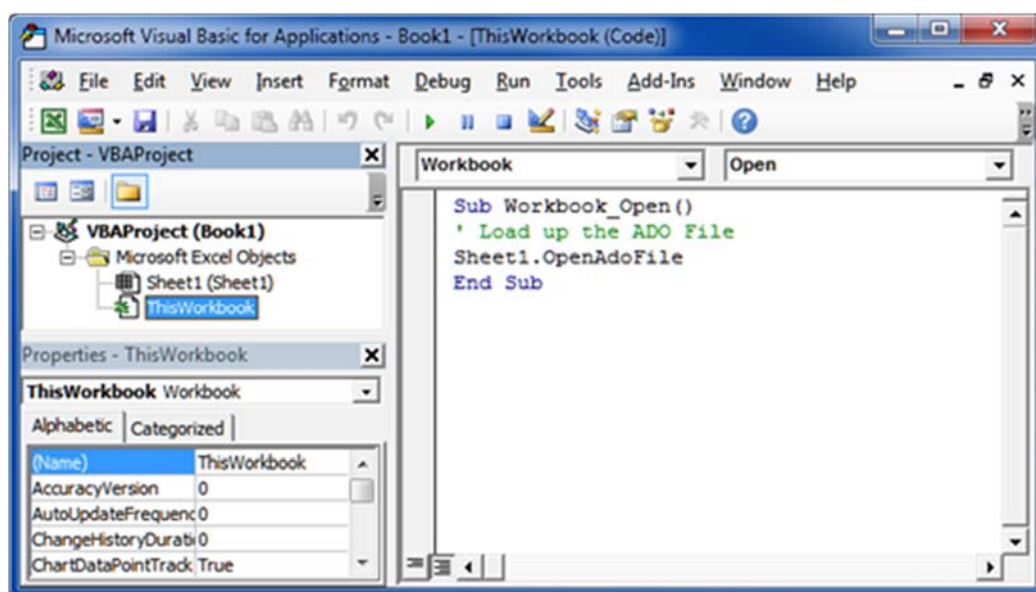 Microsoft Visual Basic for Applications - Book1 - [ThisWorkbook (Code)]
File Edit View Insert Format Debug Run Tools Add-Ins Window Help
Project - VBAProject
VBAProject (Book1)
Microsoft Excel Objects
Sheet1 (Sheet1)
ThisWorkbook
Properties - ThisWorkbook
ThisWorkbook Workbook
Alphabetic Categorized
(Name) ThisWorkbook
AccuracyVersion 0
AutoUpdateFrequenc 0
ChangeHistoryDurati 0
ChartDataPointTrack True
Workbook Open
Sub Workbook_Open()
' Load up the ADO File
Sheet1.OpenAdoFile
End Sub